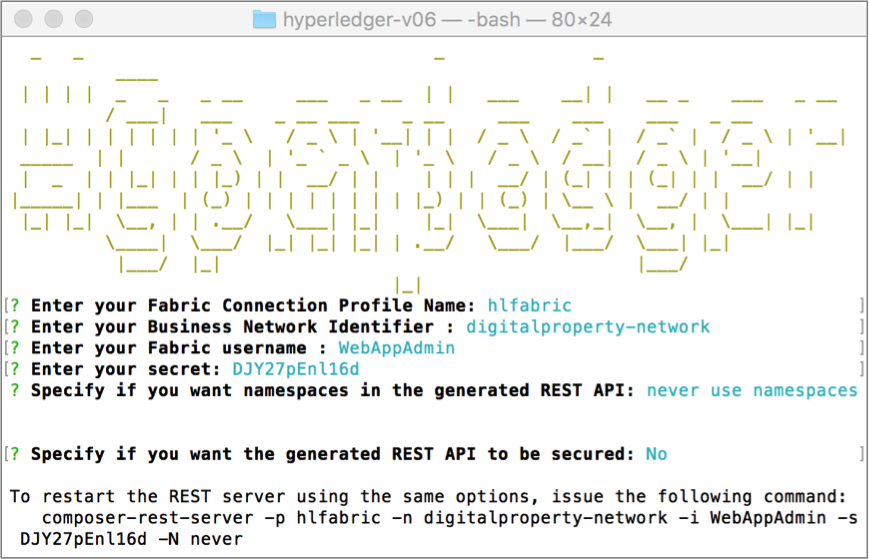 hyperledger-v06 — -bash — 80×24
[? Enter your Fabric Connection Profile Name: hlfabric ]
[? Enter your Business Network Identifier : digitalproperty-network ]
[? Enter your Fabric username : WebAppAdmin ]
[? Enter your secret: DJY27pEnl16d ]
? Specify if you want namespaces in the generated REST API: never use namespaces
[? Specify if you want the generated REST API to be secured: No ]
To restart the REST server using the same options, issue the following command:
composer-rest-server -p hlfabric -n digitalproperty-network -i WebAppAdmin -s
DJY27pEnl16d -N never